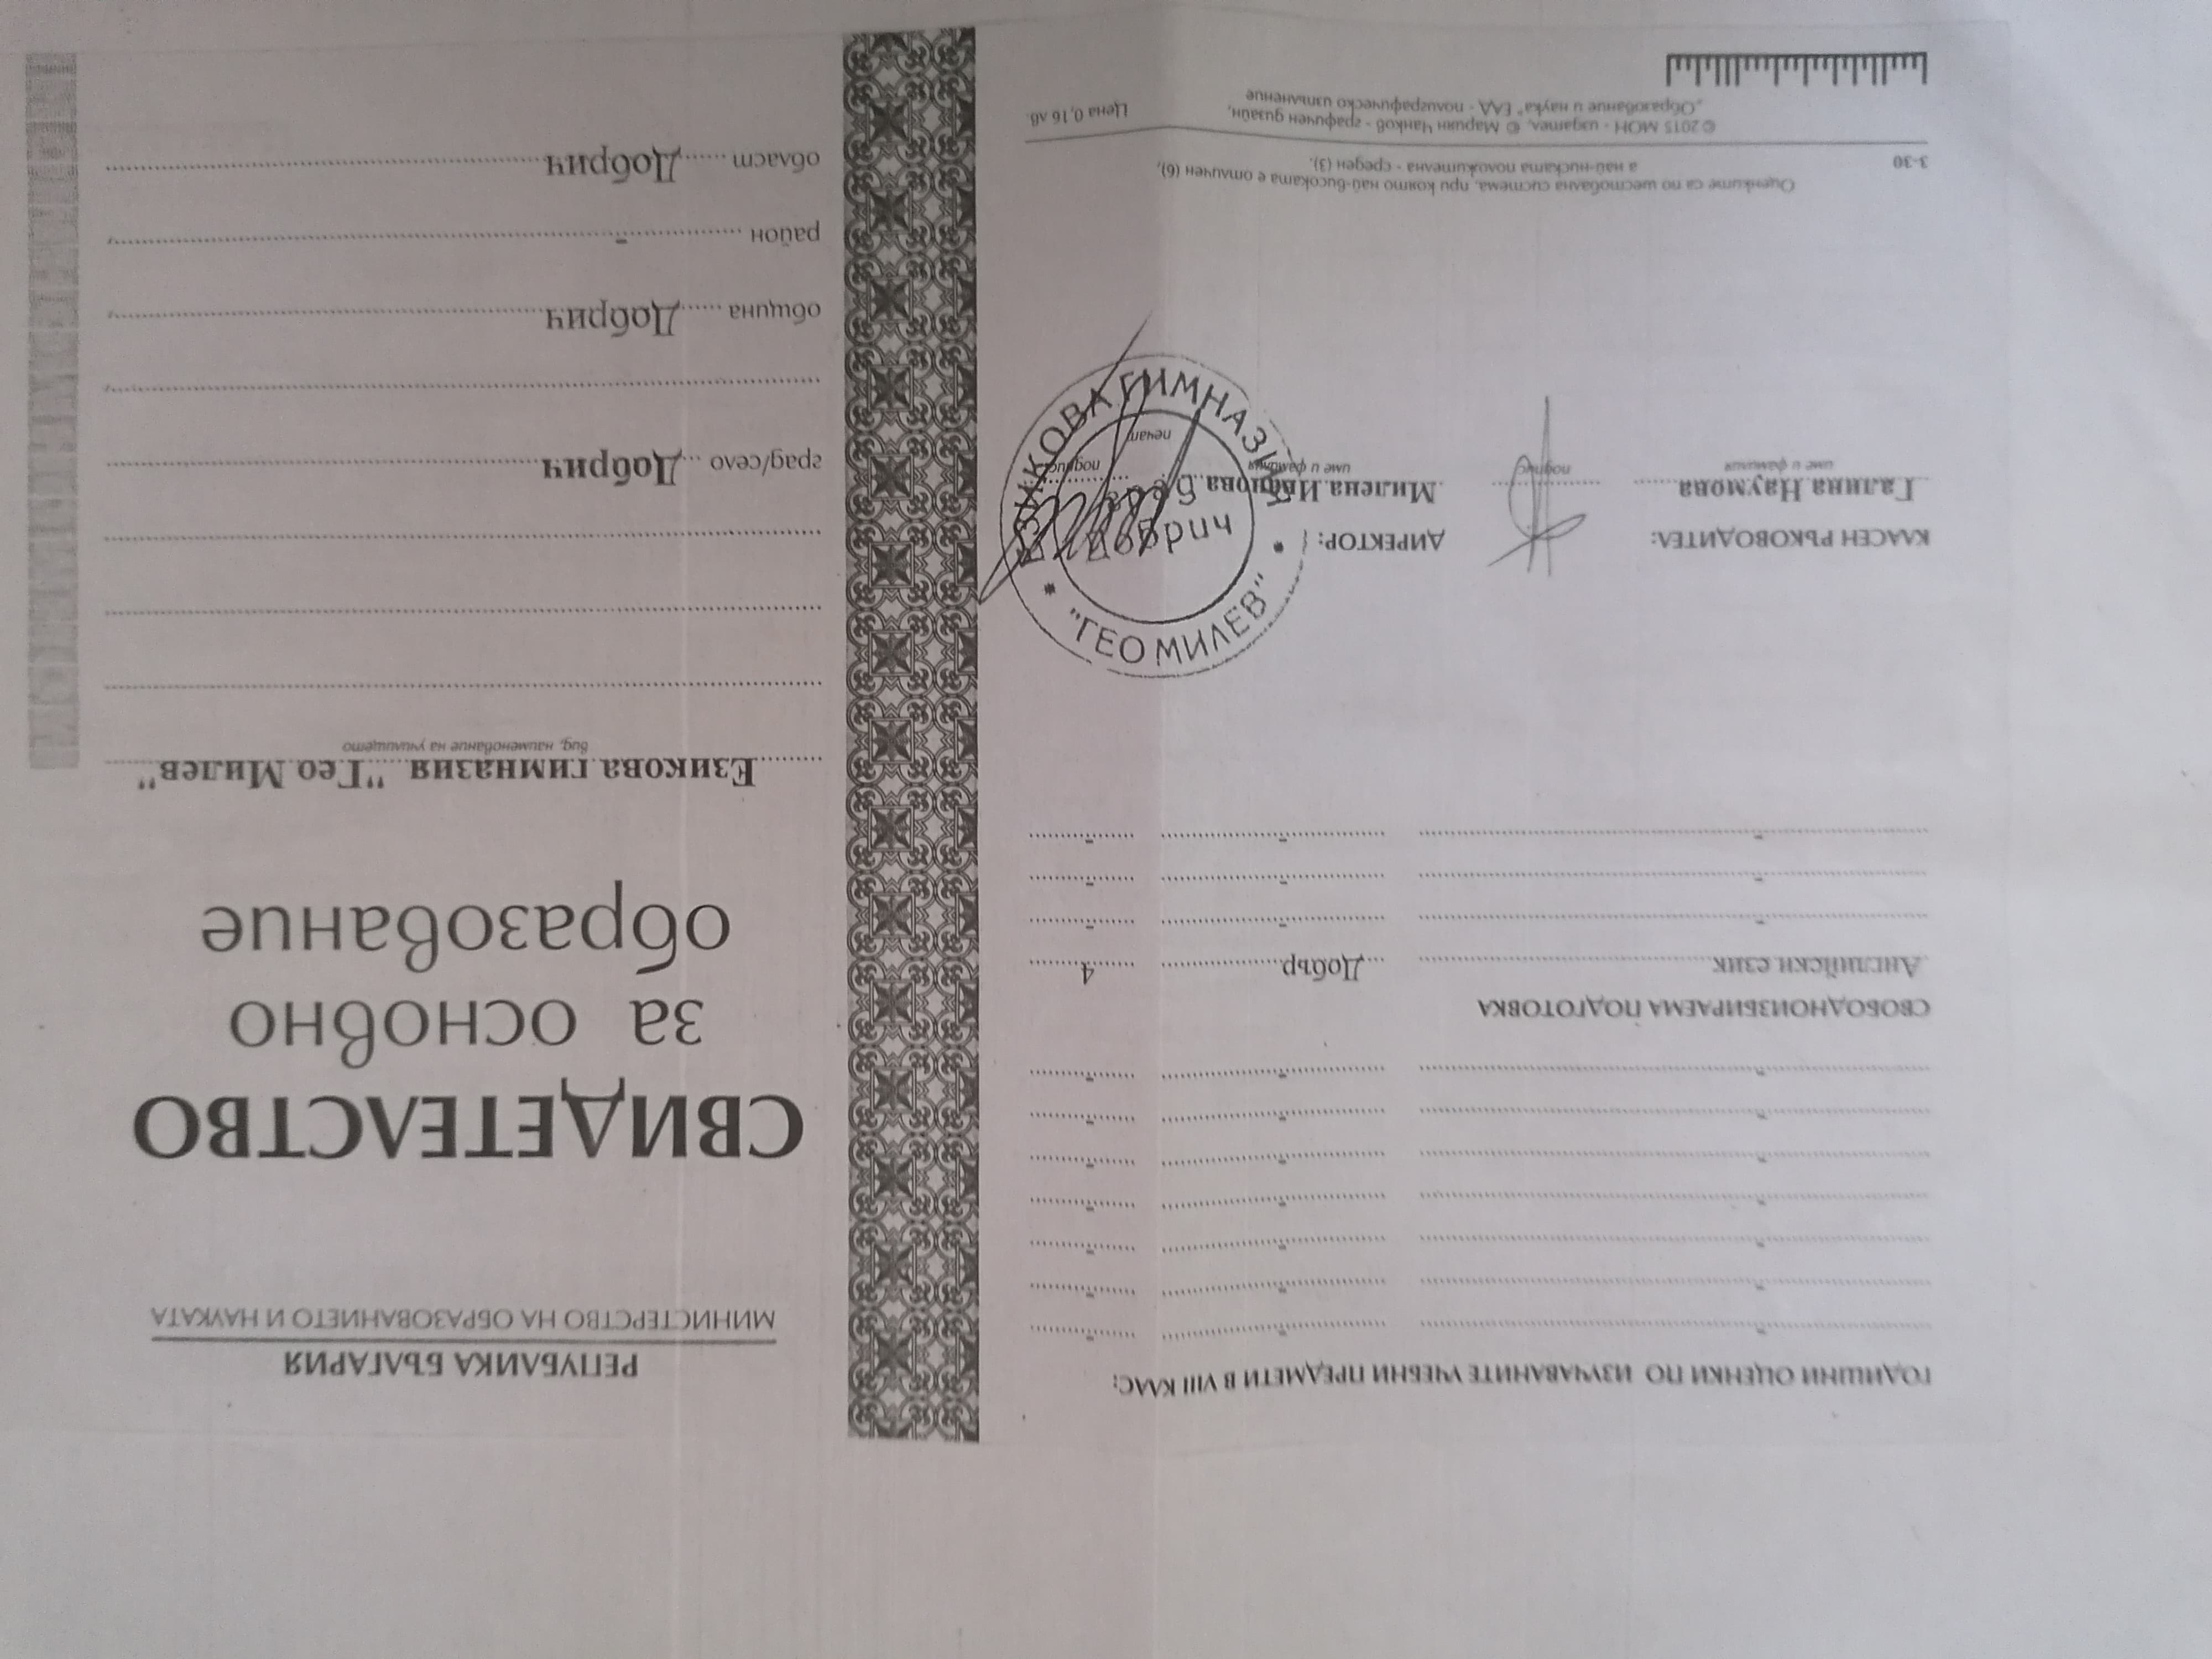 РЕПУБЛИКА БЪЛГАРИЯ
МИНИСТЕРСТВО НА ОБРАЗОВАНИЕТО И НАУКАТА
СВИДЕТЕЛСТВО
за основно
образование
Езикова гимназия "Гео Милев"
вид, наименование на училището
град/село Добрич
община Добрич
район -
област Добрич
ГОДИШНИ ОЦЕНКИ ПО ИЗУЧАВАНИТЕ УЧЕБНИ ПРЕДМЕТИ В VIII КЛАС:
- - -
- - -
- - -
- - -
- - -
- - -
- - -
СВОБОДНОИЗБИРАЕМА ПОДГОТОВКА
Английски език Добър 4
- - -
- - -
- - -
КЛАСЕН РЪКОВОДИТЕЛ: ДИРЕКТОР:
Галина Наумова Милена Иванова
име и фамилия подпис име и фамилия подпис
печат
ЕЗИКОВА ГИМНАЗИЯ
"ГЕО МИЛЕВ"
Добрич
Оценките са по шестобална система, при която най-високата е отличен (6),
а най-ниската положителна - среден (3).
3-30
© 2015 МОН - издател, © Мариан Чанков - графичен дизайн,
„Образование и наука" ЕАД - полиграфическо изпълнение
Цена 0,16 лв.